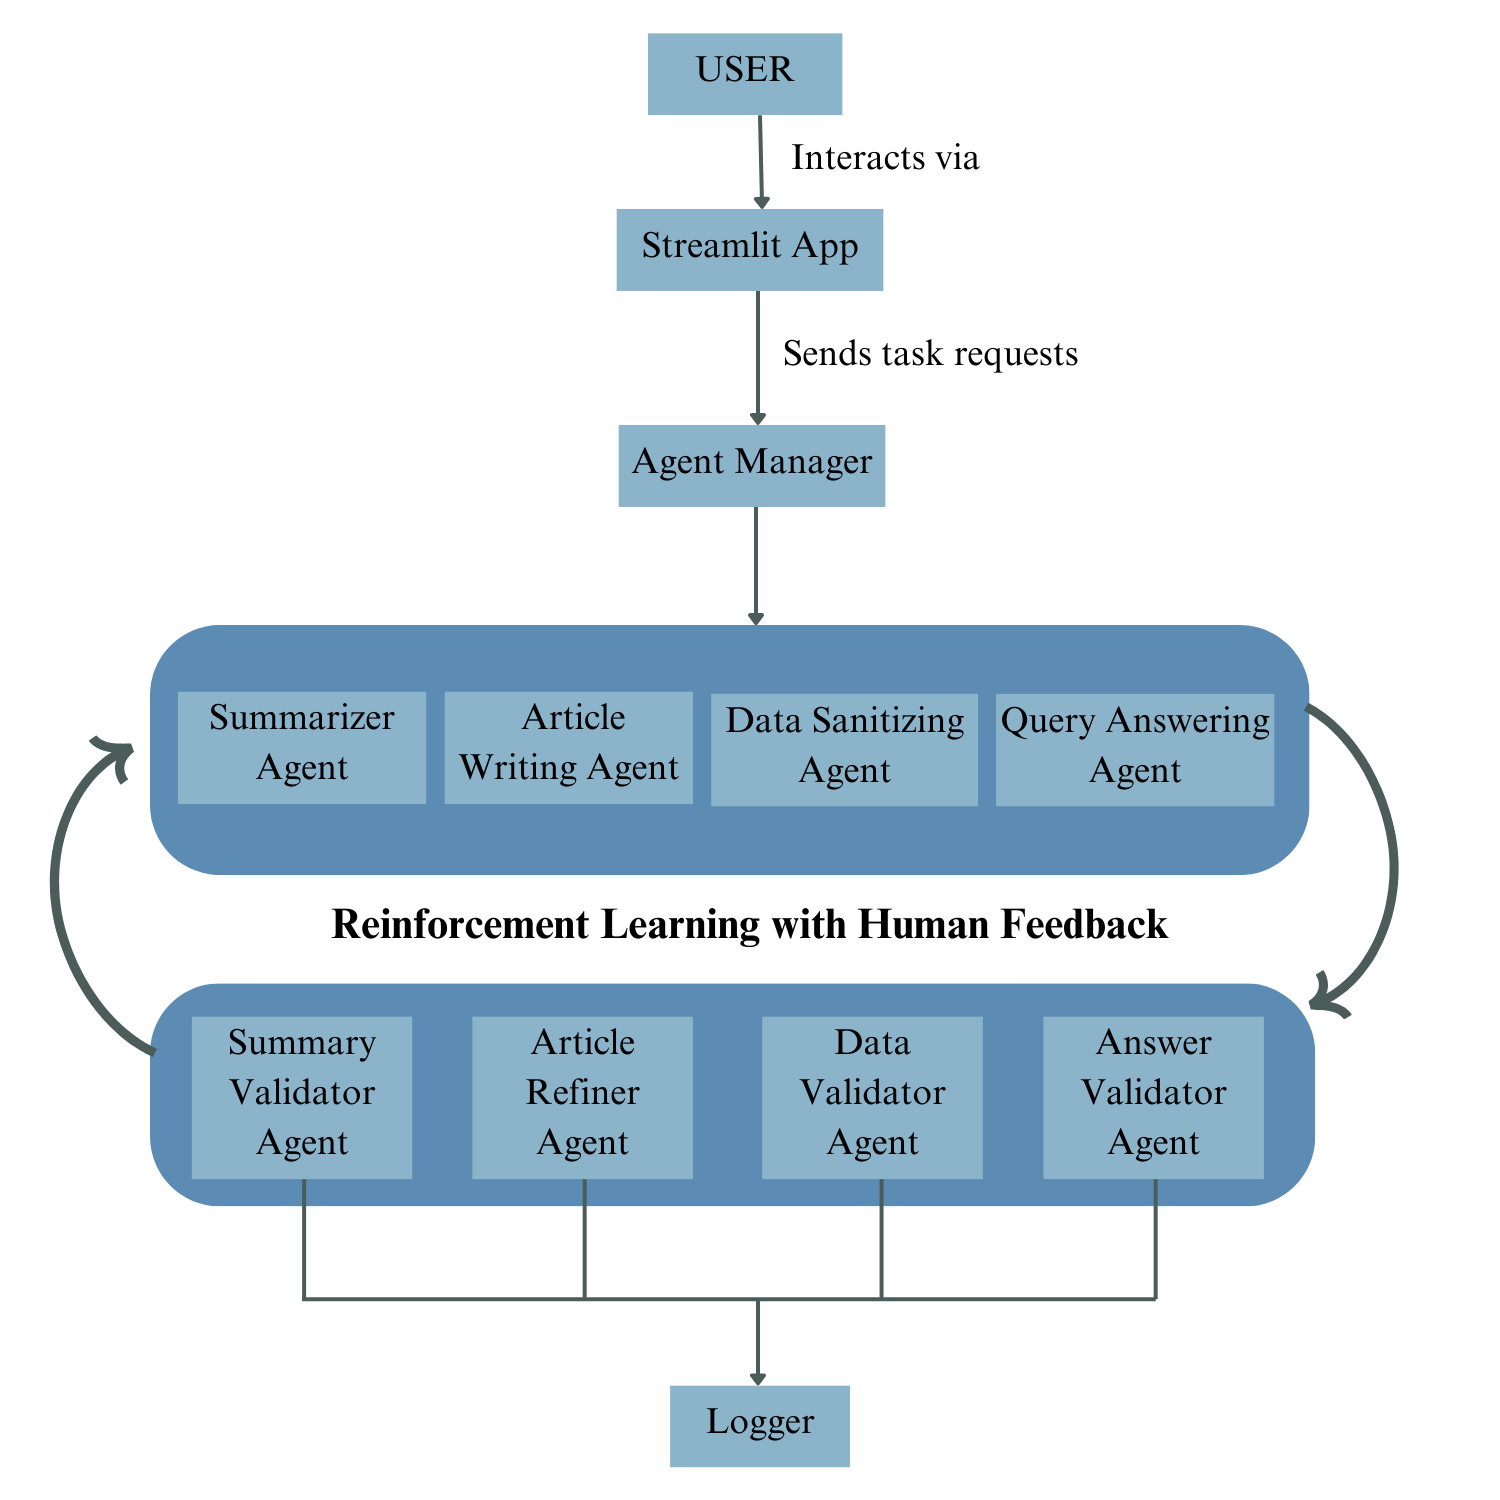 USER
Interacts via
Streamlit App
Sends task requests
Agent Manager
Summarizer
Agent
Article
Writing Agent
Data Sanitizing
Agent
Query Answering
Agent
Reinforcement Learning with Human Feedback
Summary
Validator
Agent
Article
Refiner
Agent
Data
Validator
Agent
Answer
Validator
Agent
Logger